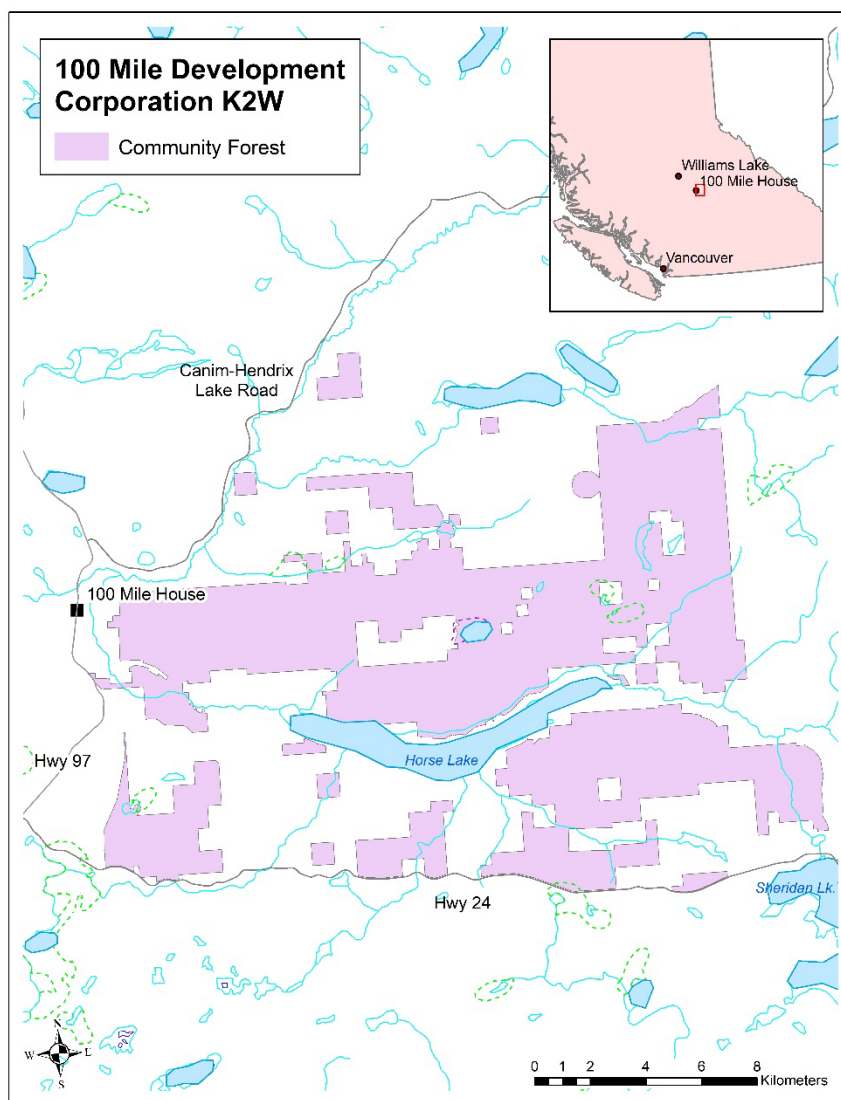 100 Mile Development
Corporation K2W
Community Forest
Williams Lake
100 Mile House
Vancouver
Canim-Hendrix
Lake Road
100 Mile House
Hwy 97
Horse Lake
Hwy 24
Sheridan Lk.
N
W E
S
0 1 2 4 6 8
Kilometers